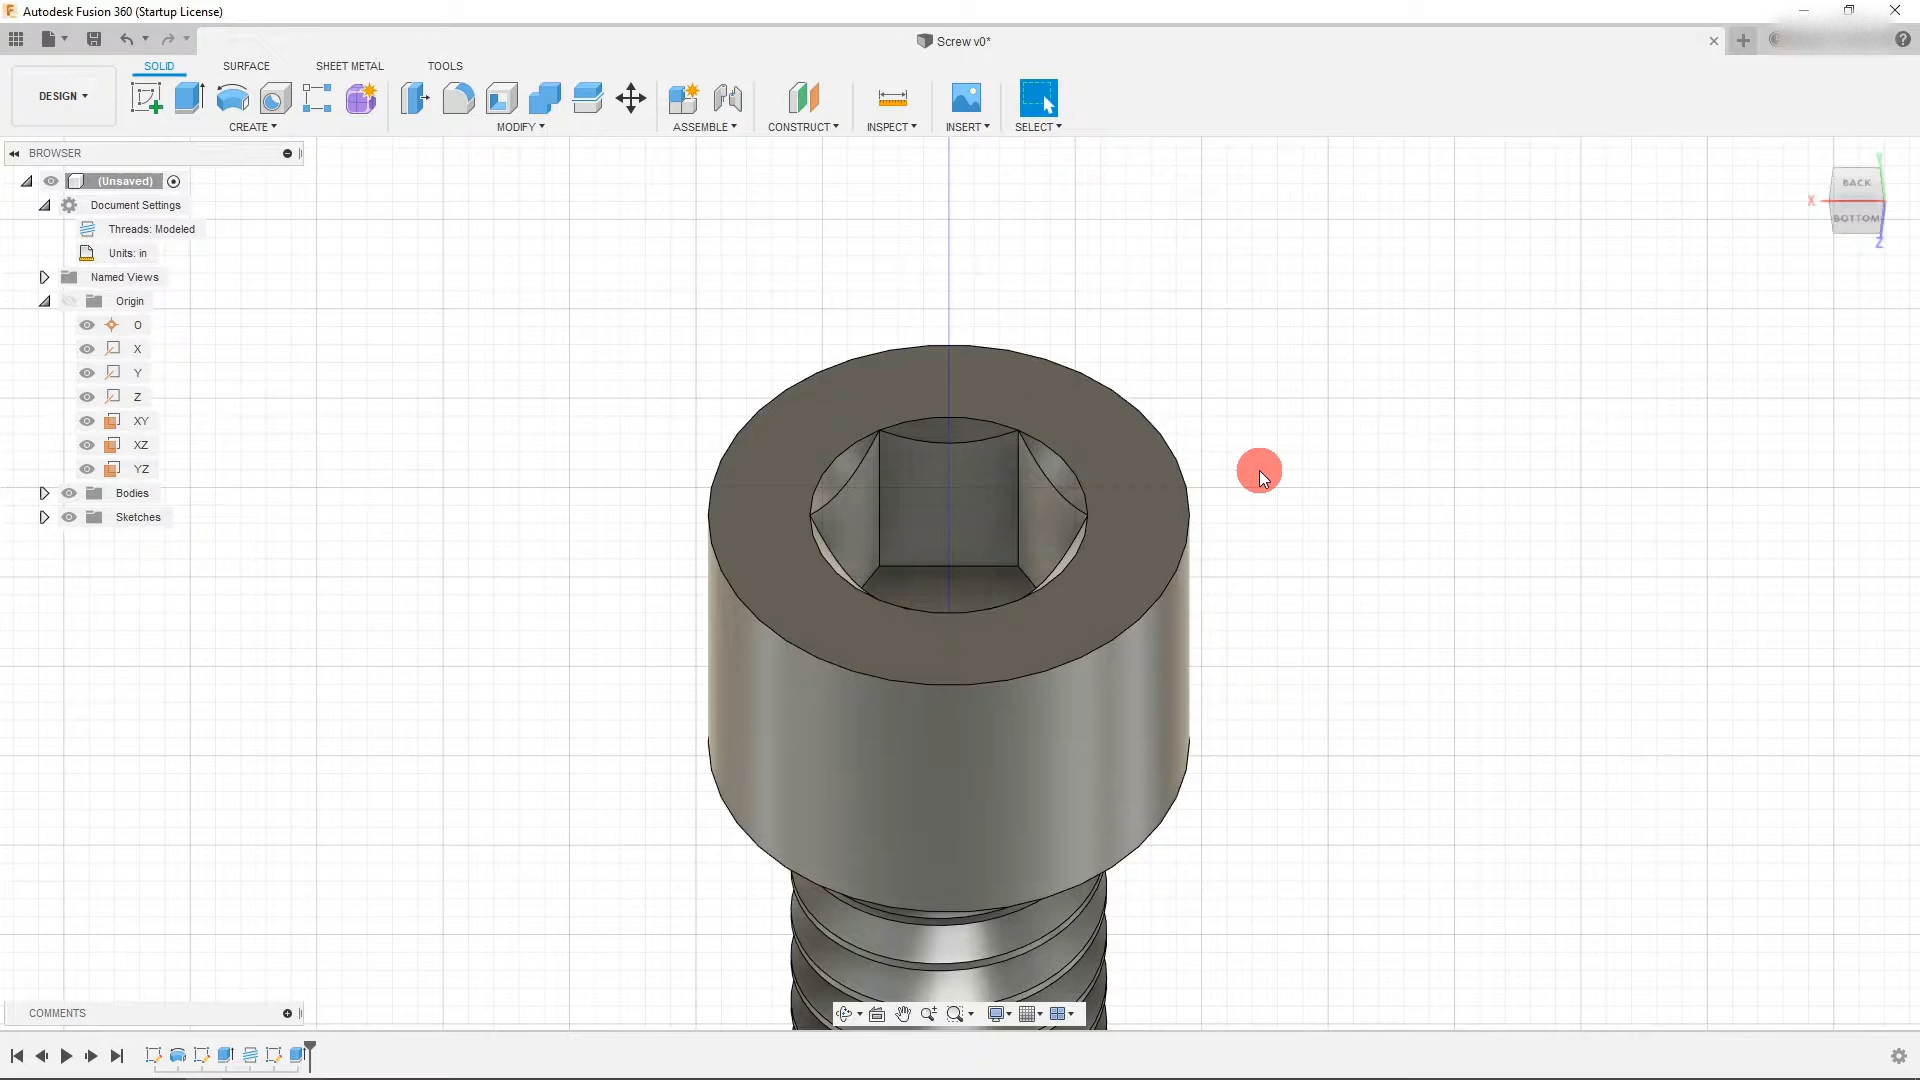 Autodesk Fusion 360 (Startup License)
Screw v0*
SOLID SURFACE SHEET METAL TOOLS
DESIGN
CREATE MODIFY ASSEMBLE CONSTRUCT INSPECT INSERT SELECT
BROWSER
(Unsaved)
Document Settings
Threads: Modeled
Units: in
Named Views
Origin
O
X
Y
Z
XY
XZ
YZ
Bodies
Sketches
Y
BACK
X
BOTTOM
Z
COMMENTS